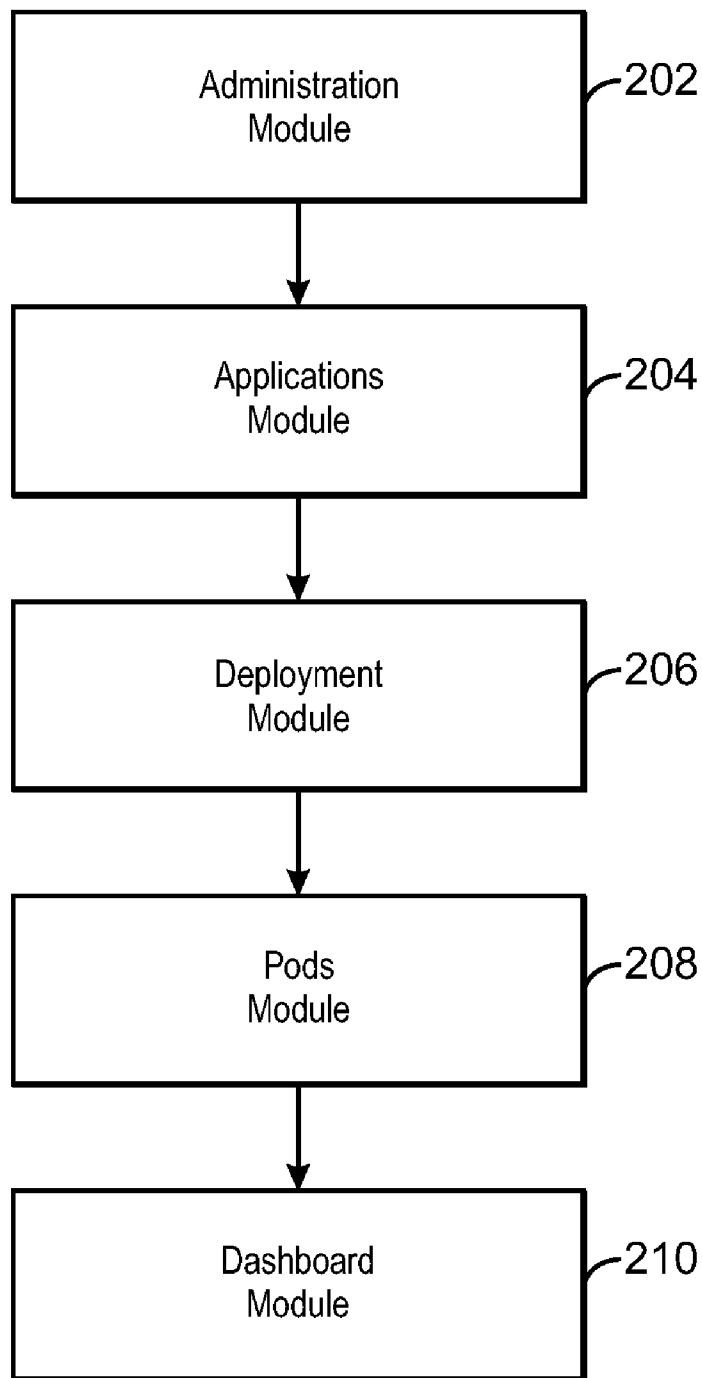 Administration
Module
202
Applications
Module
204
Deployment
Module
206
Pods
Module
208
Dashboard
Module
210